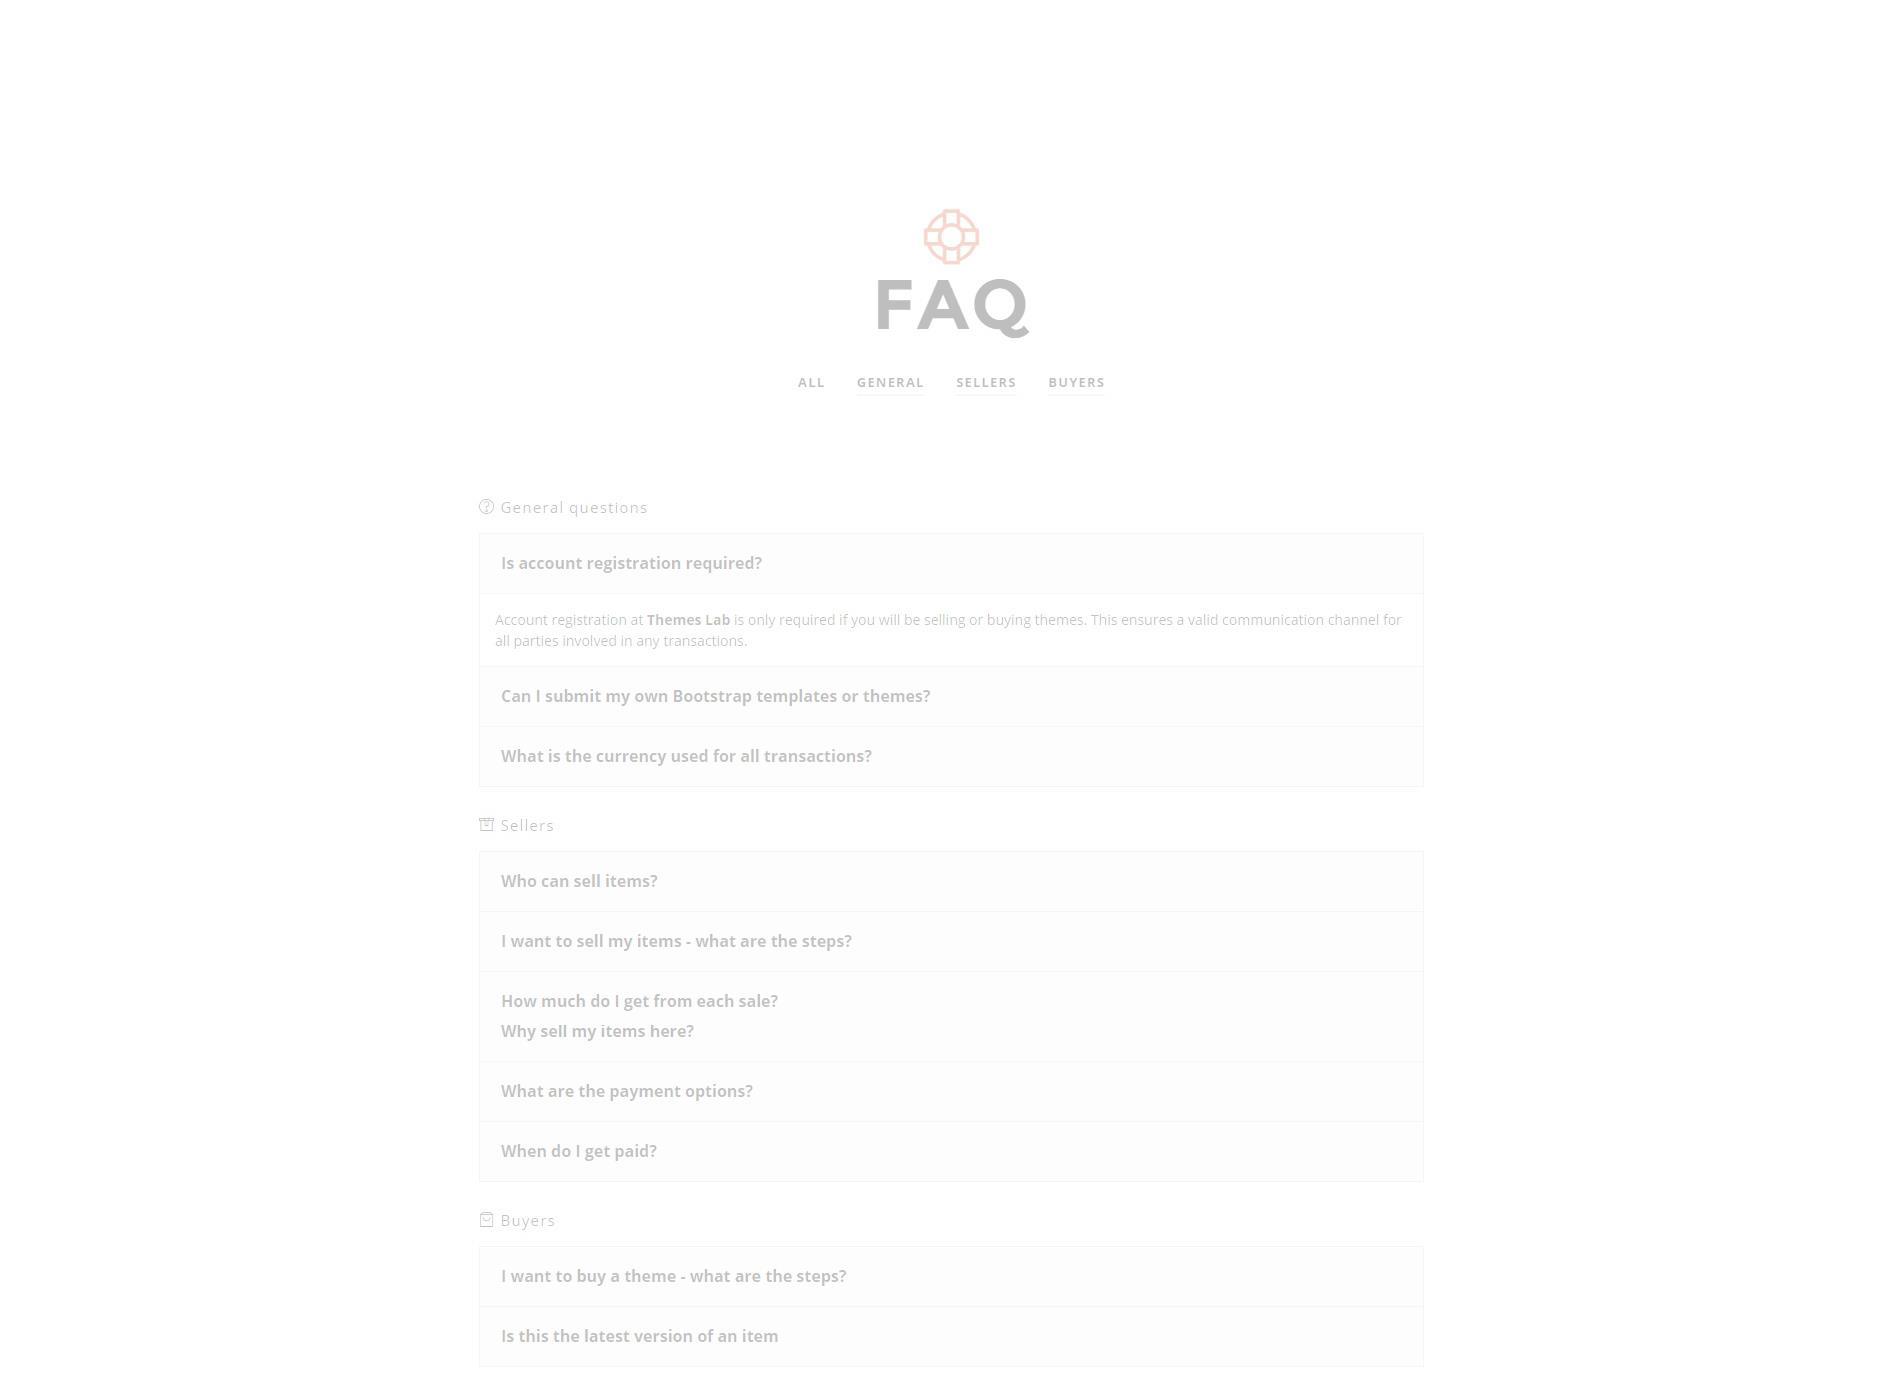 FAQ
ALL GENERAL SELLERS BUYERS
General questions
Is account registration required?
Account registration at Themes Lab is only required if you will be selling or buying themes. This ensures a valid communication channel for
all parties involved in any transactions.
Can I submit my own Bootstrap templates or themes?
What is the currency used for all transactions?
Sellers
Who can sell items?
I want to sell my items - what are the steps?
How much do I get from each sale?
Why sell my items here?
What are the payment options?
When do I get paid?
Buyers
I want to buy a theme - what are the steps?
Is this the latest version of an item